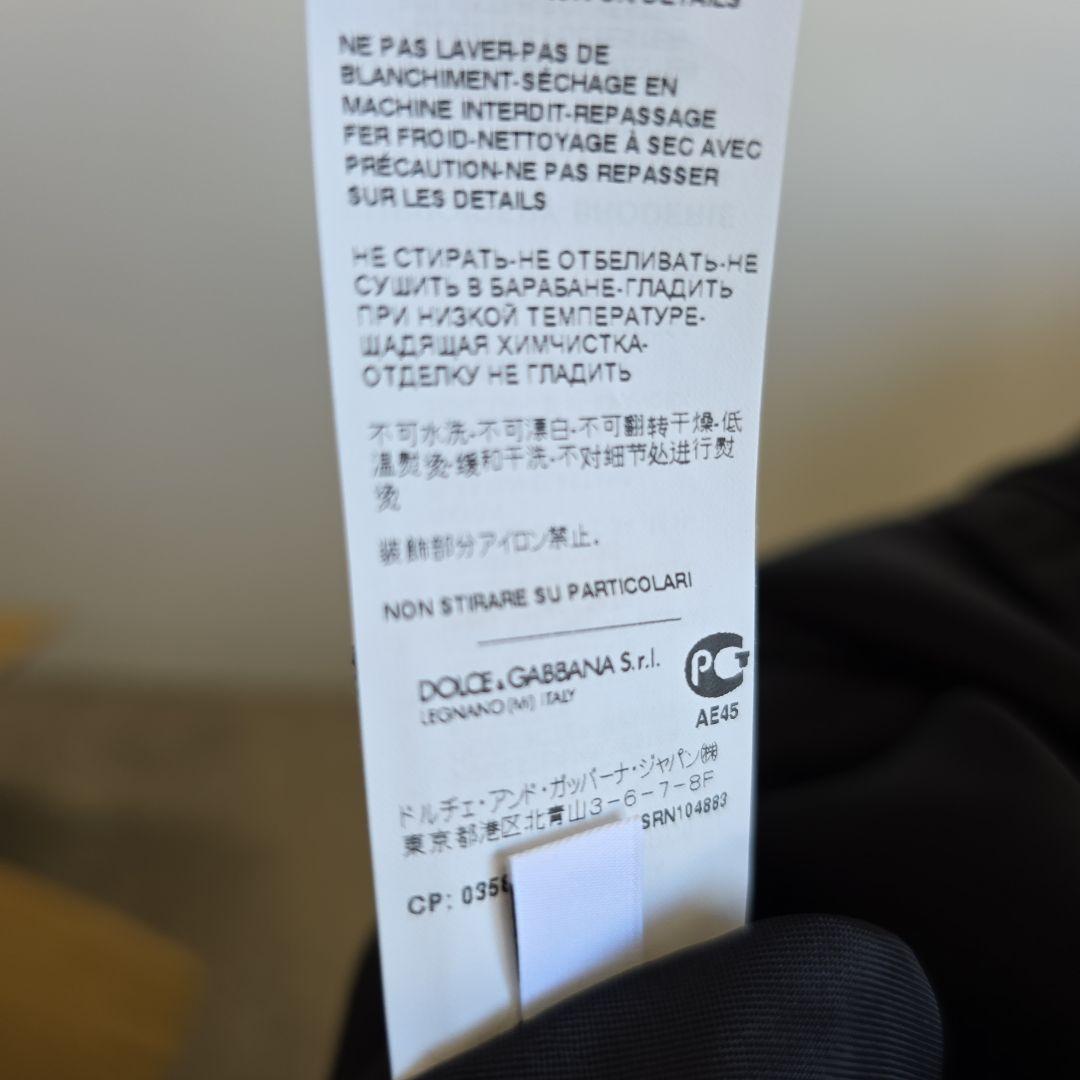 DETAILS
NE PAS LAVER-PAS DE
BLANCHIMENT-SÉCHAGE EN
MACHINE INTERDIT-REPASSAGE
FER FROID-NETTOYAGE À SEC AVEC
PRÉCAUTION-NE PAS REPASSER
SUR LES DETAILS
НЕ СТИРАТЬ-НЕ ОТБЕЛИВАТЬ-НЕ
СУШИТЬ В БАРАБАНЕ-ГЛАДИТЬ
ПРИ НИЗКОЙ ТЕМПЕРАТУРЕ-
ЩАДЯЩАЯ ХИМЧИСТКА-
ОТДЕЛКУ НЕ ГЛАДИТЬ
不可水洗-不可漂白-不可翻转干燥-低
温熨烫-缓和干洗-不对细节处进行熨
烫
装飾部分アイロン禁止.
NON STIRARE SU PARTICOLARI
DOLCE & GABBANA S.r.l.
LEGNANO (MI) ITALY
PCT
AE45
ドルチェ・アンド・ガッバーナ・ジャパン㈱
東京都港区北青山3-6-7-8F
SRN104883
CP: 0358